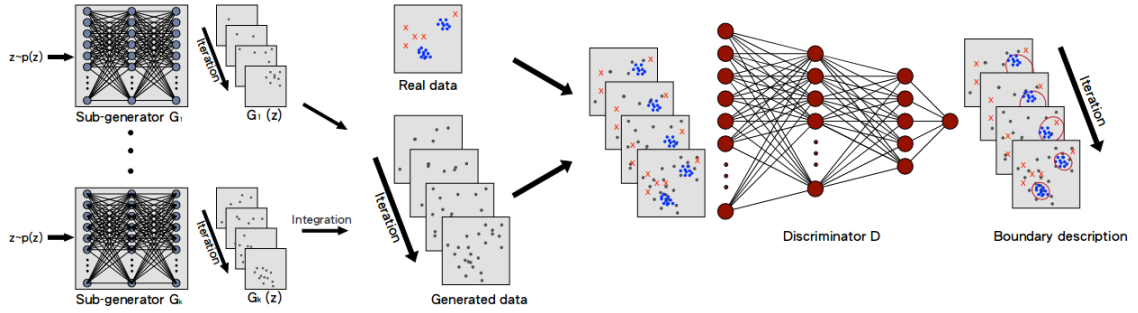 z~p(z)
Sub-generator G₁
Iteration
G₁(z)
z~p(z)
Sub-generator Gₖ
Iteration
Gₖ(z)
Integration
x
x
x x
x
Real data
Iteration
Generated data
Discriminator D
Iteration
Boundary description